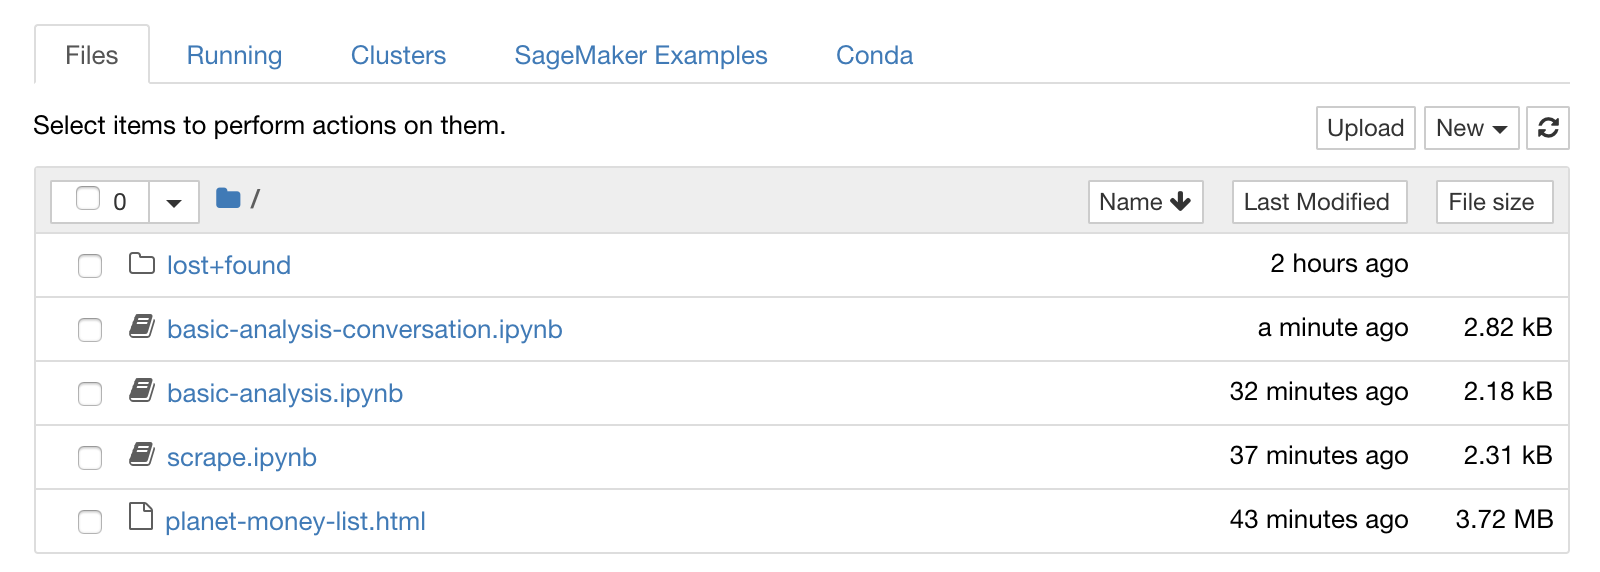 Files Running Clusters SageMaker Examples Conda
Select items to perform actions on them. Upload New
0 / Name Last Modified File size
lost+found 2 hours ago
basic-analysis-conversation.ipynb a minute ago 2.82 kB
basic-analysis.ipynb 32 minutes ago 2.18 kB
scrape.ipynb 37 minutes ago 2.31 kB
planet-money-list.html 43 minutes ago 3.72 MB